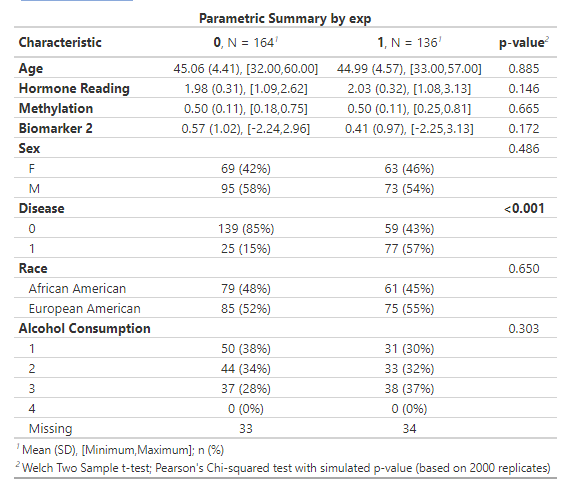 Parametric Summary by exp
Characteristic 0, N = 164¹ 1, N = 136¹ p-value²
Age 45.06 (4.41), [32.00,60.00] 44.99 (4.57), [33.00,57.00] 0.885
Hormone Reading 1.98 (0.31), [1.09,2.62] 2.03 (0.32), [1.08,3.13] 0.146
Methylation 0.50 (0.11), [0.18,0.75] 0.50 (0.11), [0.25,0.81] 0.665
Biomarker 2 0.57 (1.02), [-2.24,2.96] 0.41 (0.97), [-2.25,3.13] 0.172
Sex 0.486
F 69 (42%) 63 (46%)
M 95 (58%) 73 (54%)
Disease <0.001
0 139 (85%) 59 (43%)
1 25 (15%) 77 (57%)
Race 0.650
African American 79 (48%) 61 (45%)
European American 85 (52%) 75 (55%)
Alcohol Consumption 0.303
1 50 (38%) 31 (30%)
2 44 (34%) 33 (32%)
3 37 (28%) 38 (37%)
4 0 (0%) 0 (0%)
Missing 33 34
¹ Mean (SD), [Minimum,Maximum]; n (%)
² Welch Two Sample t-test; Pearson's Chi-squared test with simulated p-value (based on 2000 replicates)